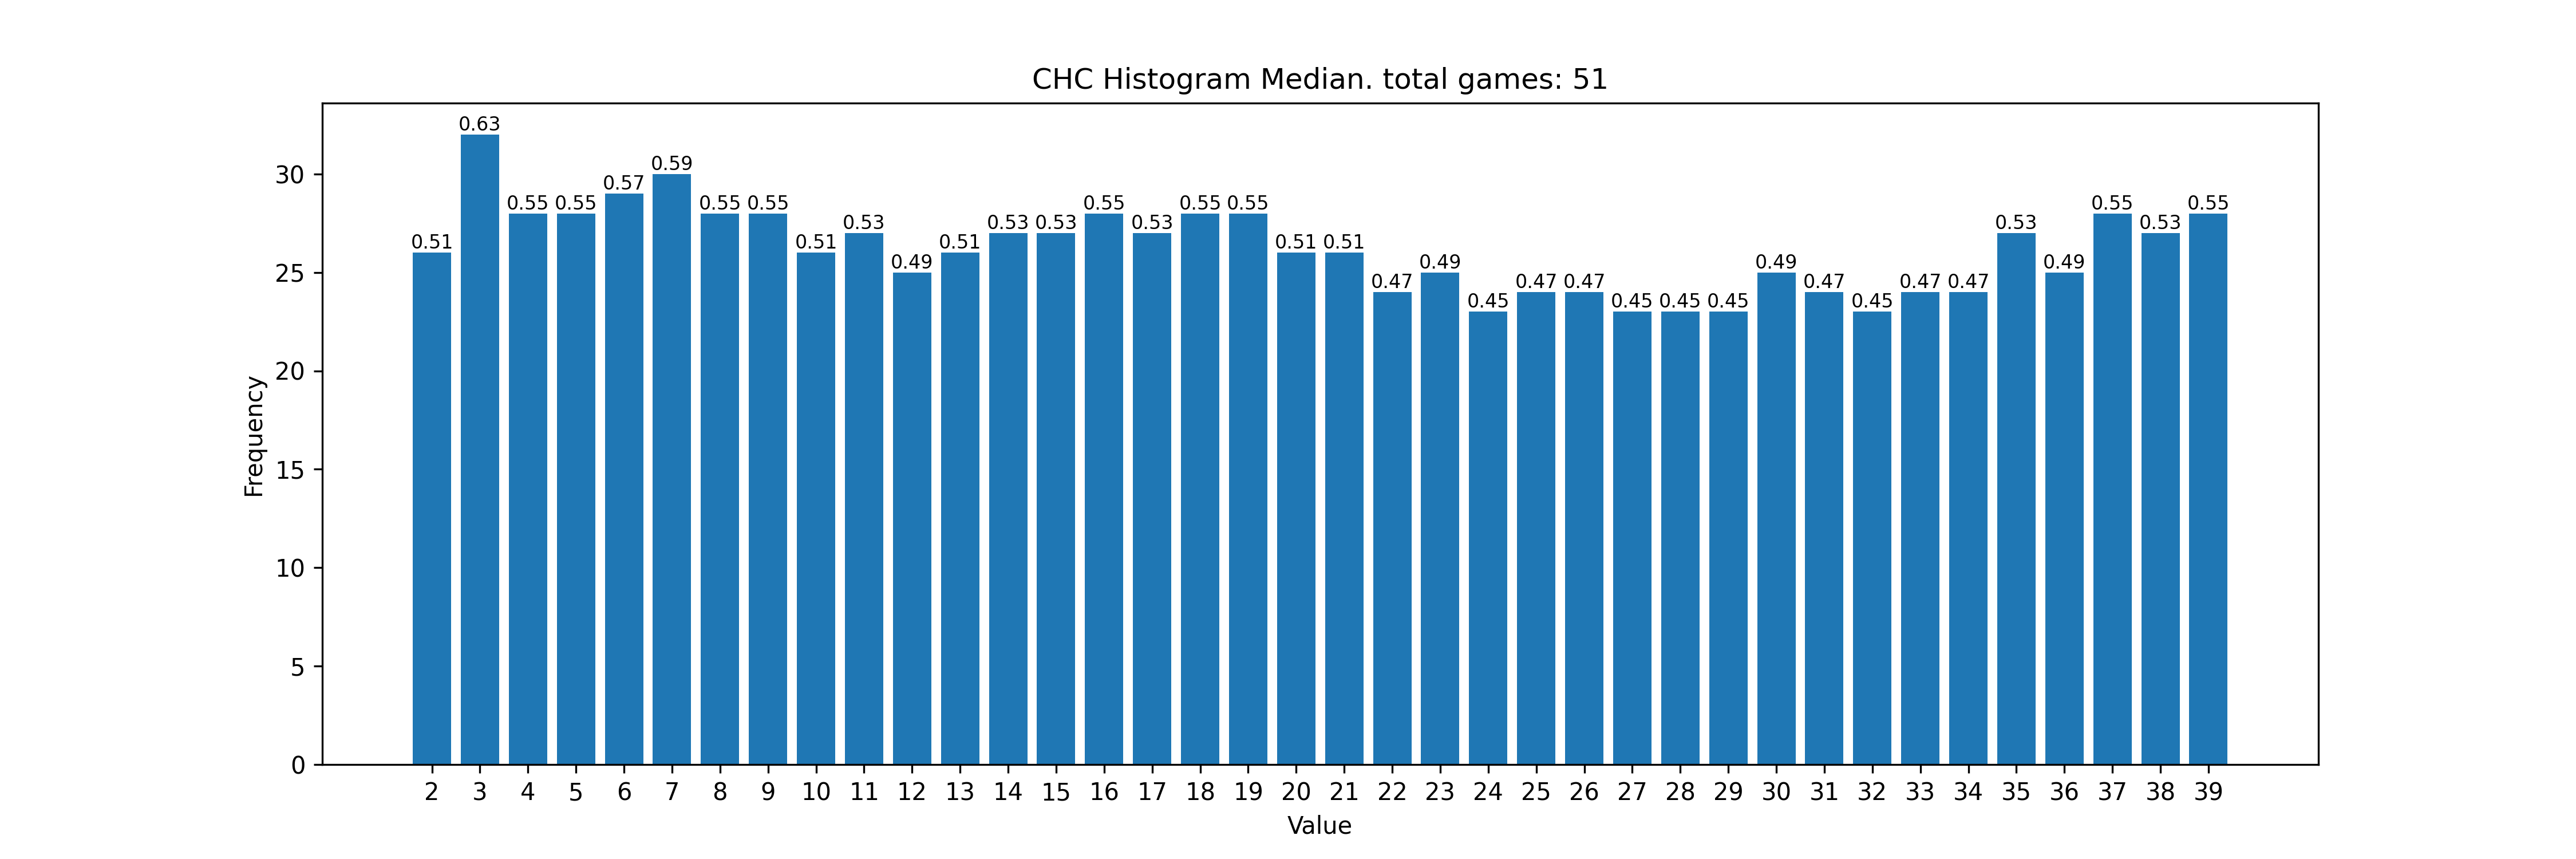 CHC Histogram Median. total games: 51
Frequency
30
25
20
15
10
5
0
0.51 0.63 0.55 0.55 0.57 0.59 0.55 0.55 0.51 0.53 0.49 0.51 0.53 0.53 0.55 0.53 0.55 0.55 0.51 0.51 0.47 0.49 0.45 0.47 0.47 0.45 0.45 0.45 0.49 0.47 0.45 0.47 0.47 0.53 0.49 0.55 0.53 0.55
2 3 4 5 6 7 8 9 10 11 12 13 14 15 16 17 18 19 20 21 22 23 24 25 26 27 28 29 30 31 32 33 34 35 36 37 38 39
Value